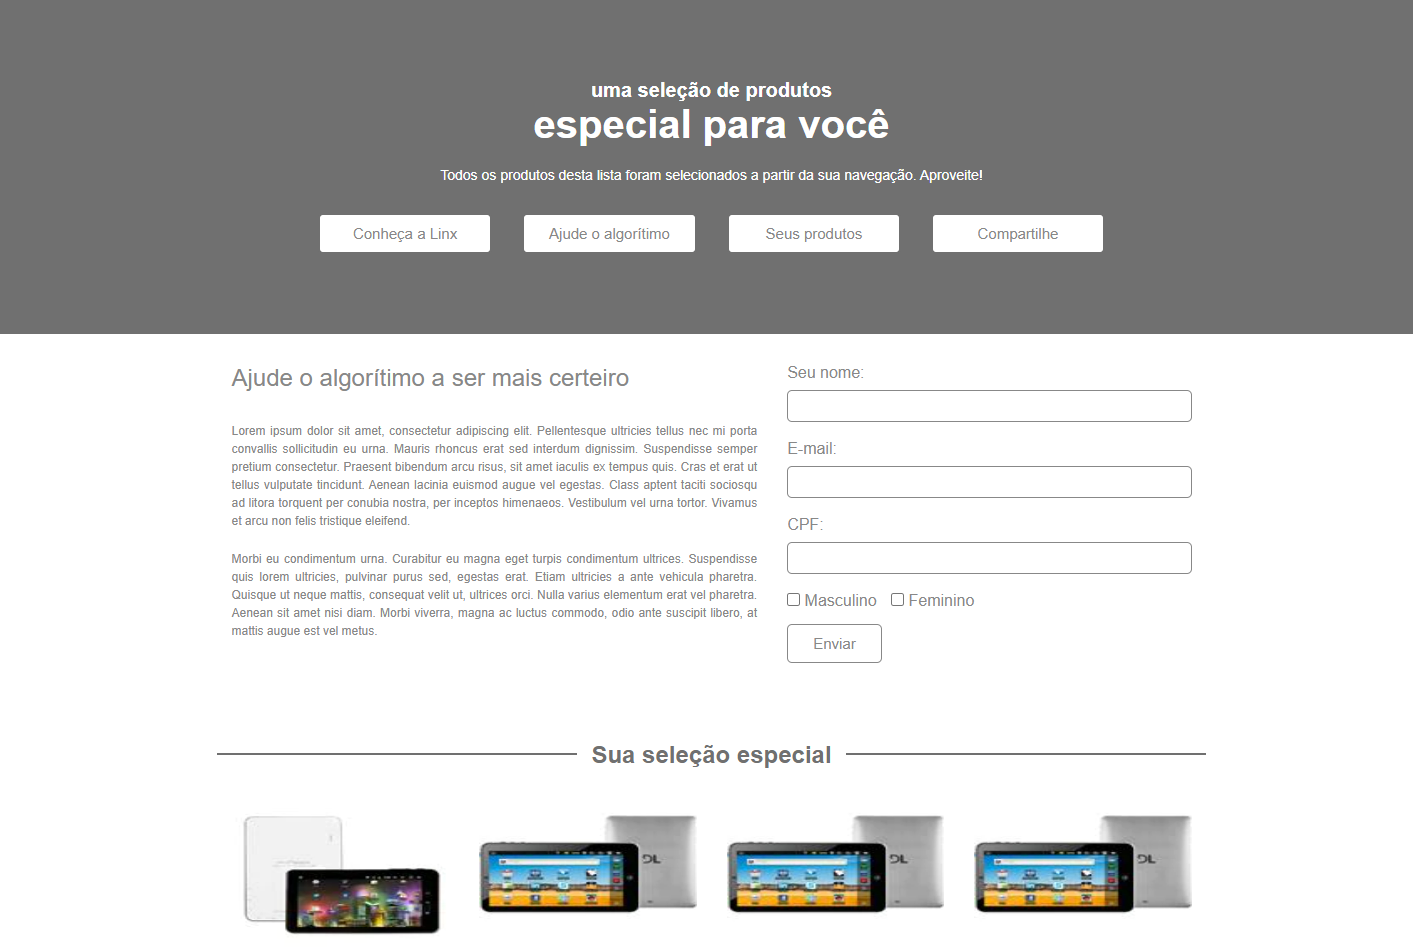 uma seleção de produtos
especial para você
Todos os produtos desta lista foram selecionados a partir da sua navegação. Aproveite!
Conheça a Linx
Ajude o algorítimo
Seus produtos
Compartilhe
Ajude o algorítimo a ser mais certeiro
Lorem ipsum dolor sit amet, consectetur adipiscing elit. Pellentesque ultricies tellus nec mi porta
convallis sollicitudin eu urna. Mauris rhoncus erat sed interdum dignissim. Suspendisse semper
pretium consectetur. Praesent bibendum arcu risus, sit amet iaculis ex tempus quis. Cras et erat ut
tellus vulputate tincidunt. Aenean lacinia euismod augue vel egestas. Class aptent taciti sociosqu
ad litora torquent per conubia nostra, per inceptos himenaeos. Vestibulum vel urna tortor. Vivamus
et arcu non felis tristique eleifend.
Morbi eu condimentum urna. Curabitur eu magna eget turpis condimentum ultrices. Suspendisse
quis lorem ultricies, pulvinar purus sed, egestas erat. Etiam ultricies a ante vehicula pharetra.
Quisque ut neque mattis, consequat velit ut, ultrices orci. Nulla varius elementum erat vel pharetra.
Aenean sit amet nisi diam. Morbi viverra, magna ac luctus commodo, odio ante suscipit libero, at
mattis augue est vel metus.
Seu nome:
E-mail:
CPF:
Masculino
Feminino
Enviar
Sua seleção especial
DL
DL
DL